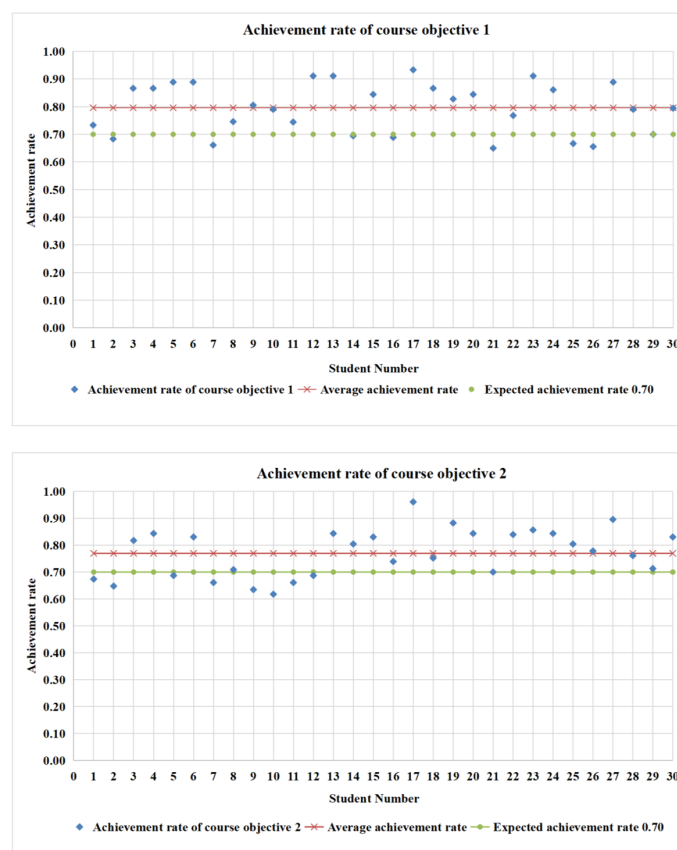 Achievement rate of course objective 1
1.00
0.90
0.80
0.70
0.60
0.50
0.40
0.30
0.20
0.10
0.00
Achievement rate
0 1 2 3 4 5 6 7 8 9 10 11 12 13 14 15 16 17 18 19 20 21 22 23 24 25 26 27 28 29 30
Student Number
Achievement rate of course objective 1 Average achievement rate Expected achievement rate 0.70
Achievement rate of course objective 2
1.00
0.90
0.80
0.70
0.60
0.50
0.40
0.30
0.20
0.10
0.00
Achievement rate
0 1 2 3 4 5 6 7 8 9 10 11 12 13 14 15 16 17 18 19 20 21 22 23 24 25 26 27 28 29 30
Student Number
Achievement rate of course objective 2 Average achievement rate Expected achievement rate 0.70